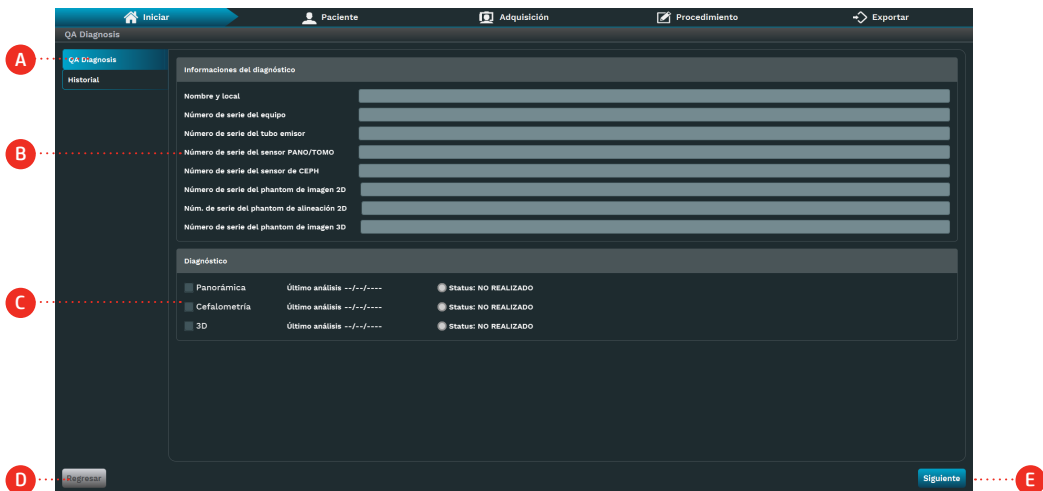 Iniciar Paciente Adquisición Procedimiento Exportar
QA Diagnosis
A QA Diagnosis
Historial
Informaciones del diagnóstico
Nombre y local
Número de serie del equipo
Número de serie del tubo emisor
B Número de serie del sensor PANO/TOMO
Número de serie del sensor de CEPH
Número de serie del phantom de imagen 2D
Núm. de serie del phantom de alineación 2D
Número de serie del phantom de imagen 3D
Diagnóstico
Panorámica Último análisis --/--/---- Status: NO REALIZADO
C Cefalometría Último análisis --/--/---- Status: NO REALIZADO
3D Último análisis --/--/---- Status: NO REALIZADO
D Regresar Siguiente E